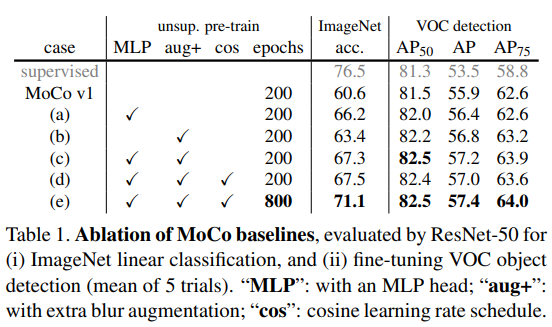 unsup. pre-train ImageNet VOC detection
case MLP aug+ cos epochs acc. AP50 AP AP75
supervised 76.5 81.3 53.5 58.8
MoCo v1 200 60.6 81.5 55.9 62.6
(a) ✓ 200 66.2 82.0 56.4 62.6
(b) ✓ 200 63.4 82.2 56.8 63.2
(c) ✓ ✓ 200 67.3 82.5 57.2 63.9
(d) ✓ ✓ ✓ 200 67.5 82.4 57.0 63.6
(e) ✓ ✓ ✓ 800 71.1 82.5 57.4 64.0
Table 1. Ablation of MoCo baselines, evaluated by ResNet-50 for
(i) ImageNet linear classification, and (ii) fine-tuning VOC object
detection (mean of 5 trials). “MLP”: with an MLP head; “aug+”:
with extra blur augmentation; “cos”: cosine learning rate schedule.